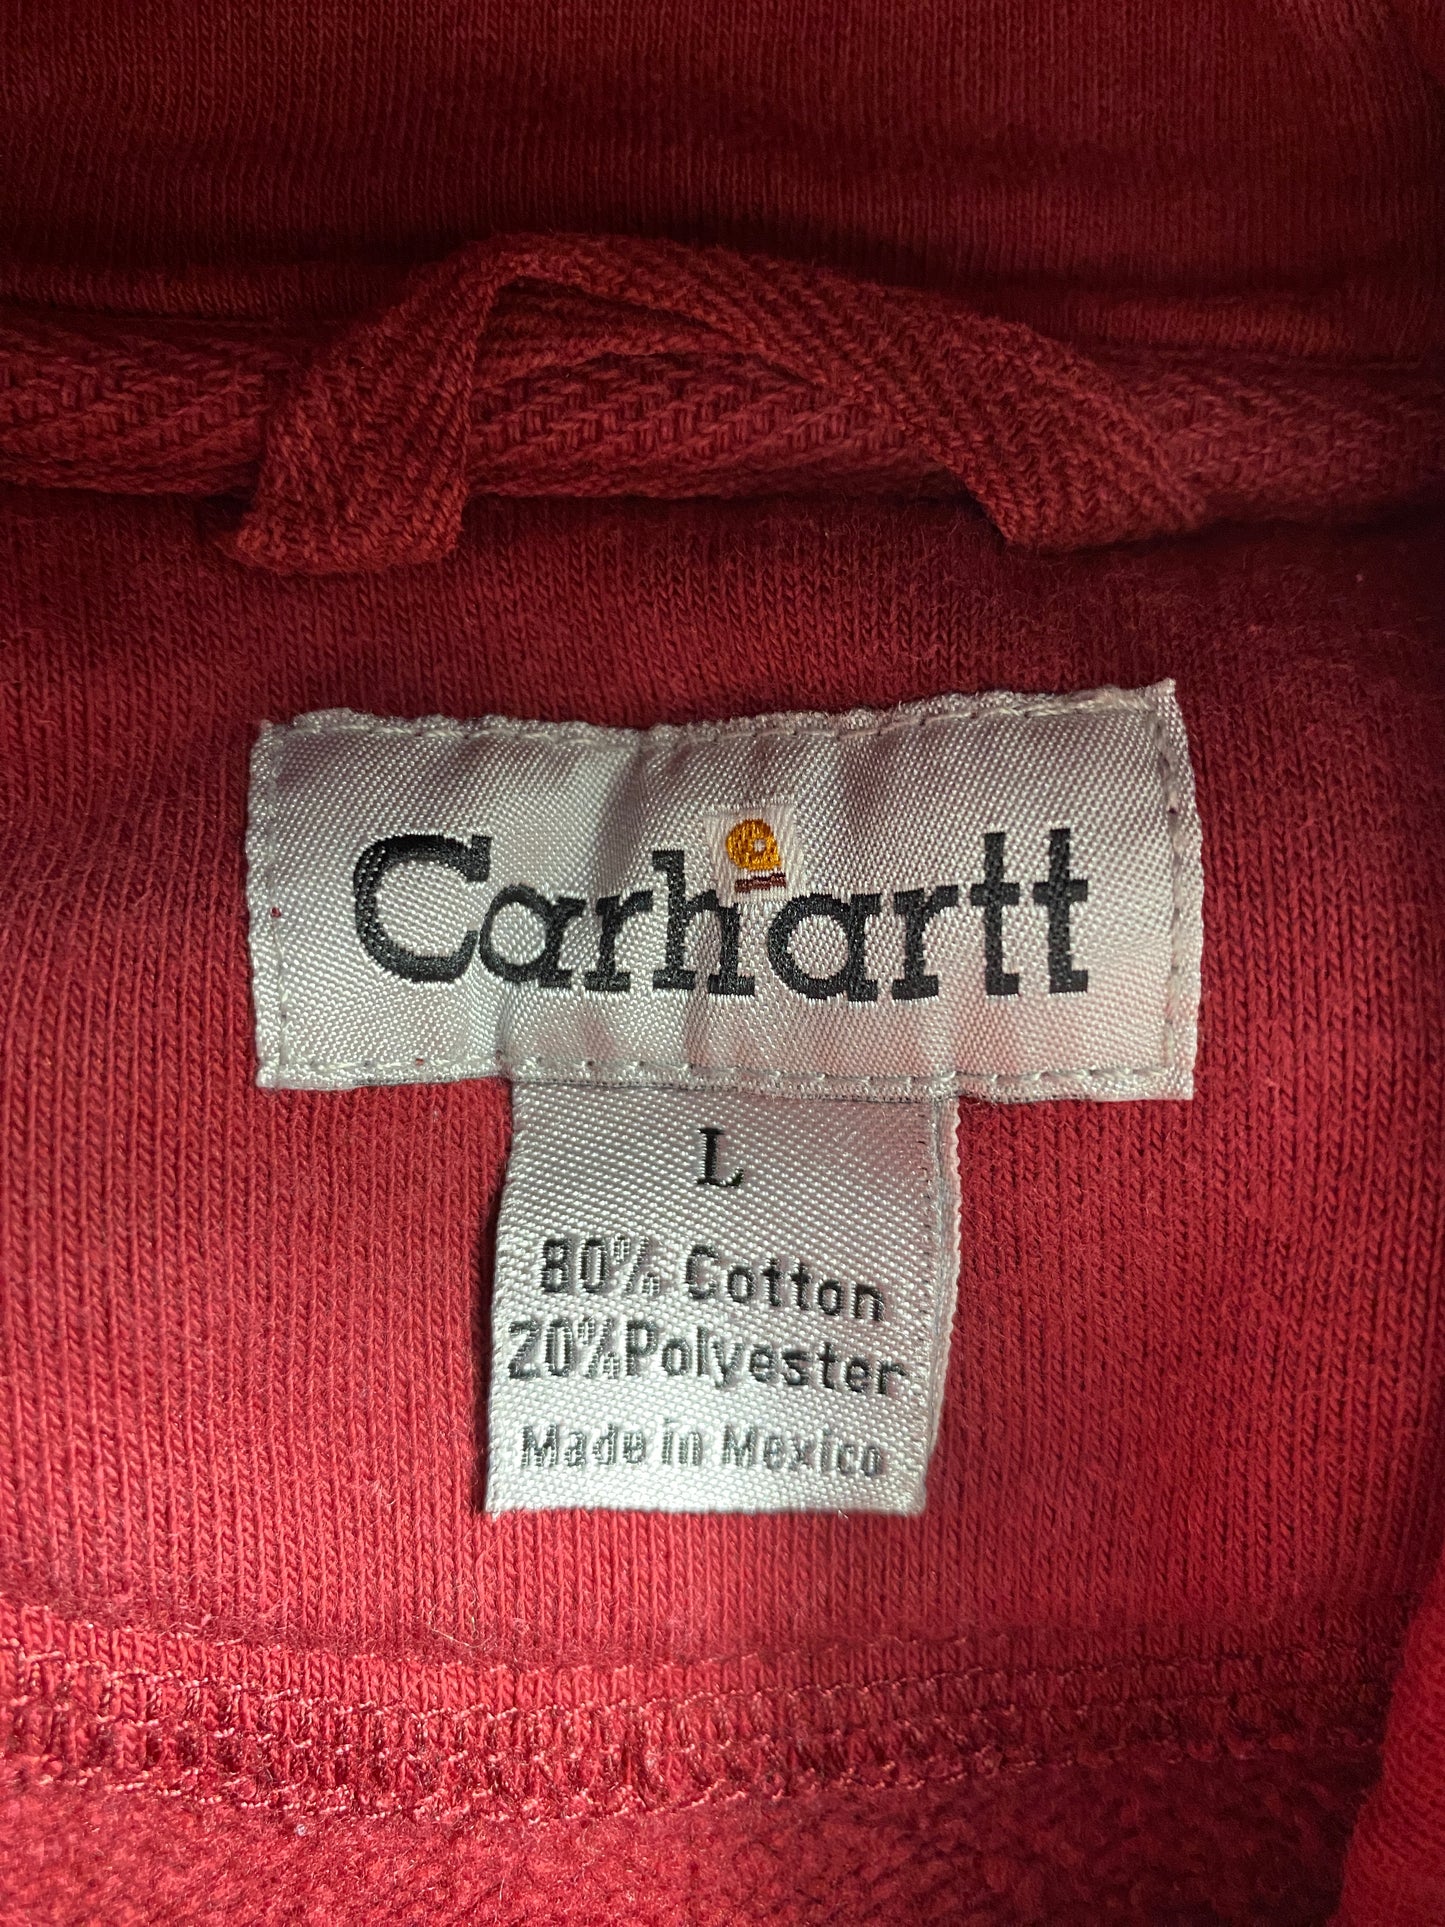 Carhartt
L
80% Cotton
20% Polyester
Made in Mexico